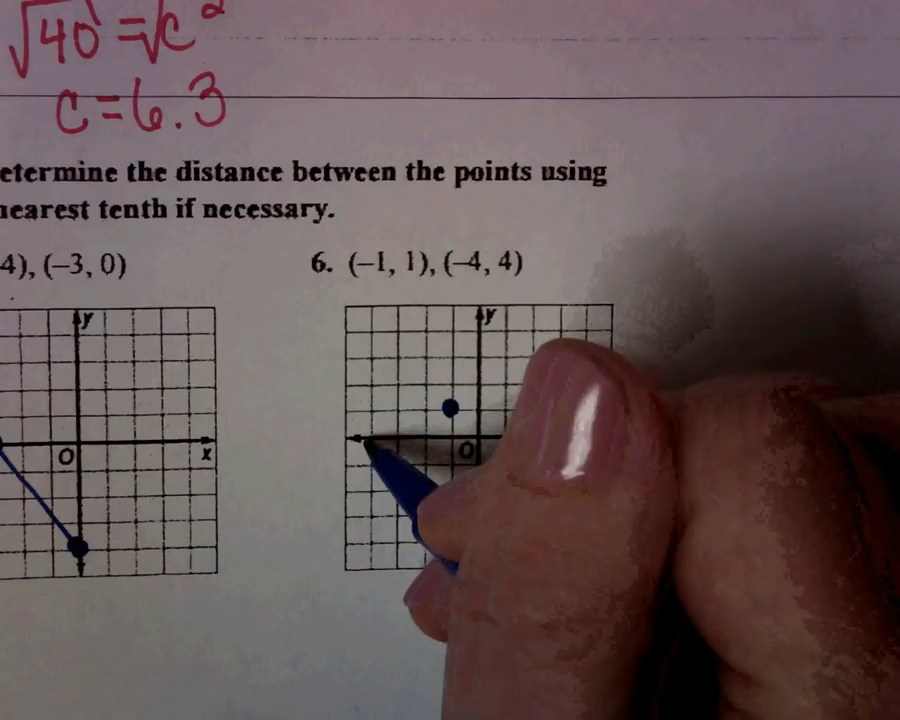 √40 = √c²
c = 6.3
etermine the distance between the points using
nearest tenth if necessary.
4), (–3, 0)
6. (–1, 1), (–4, 4)
y
y
O
x
O